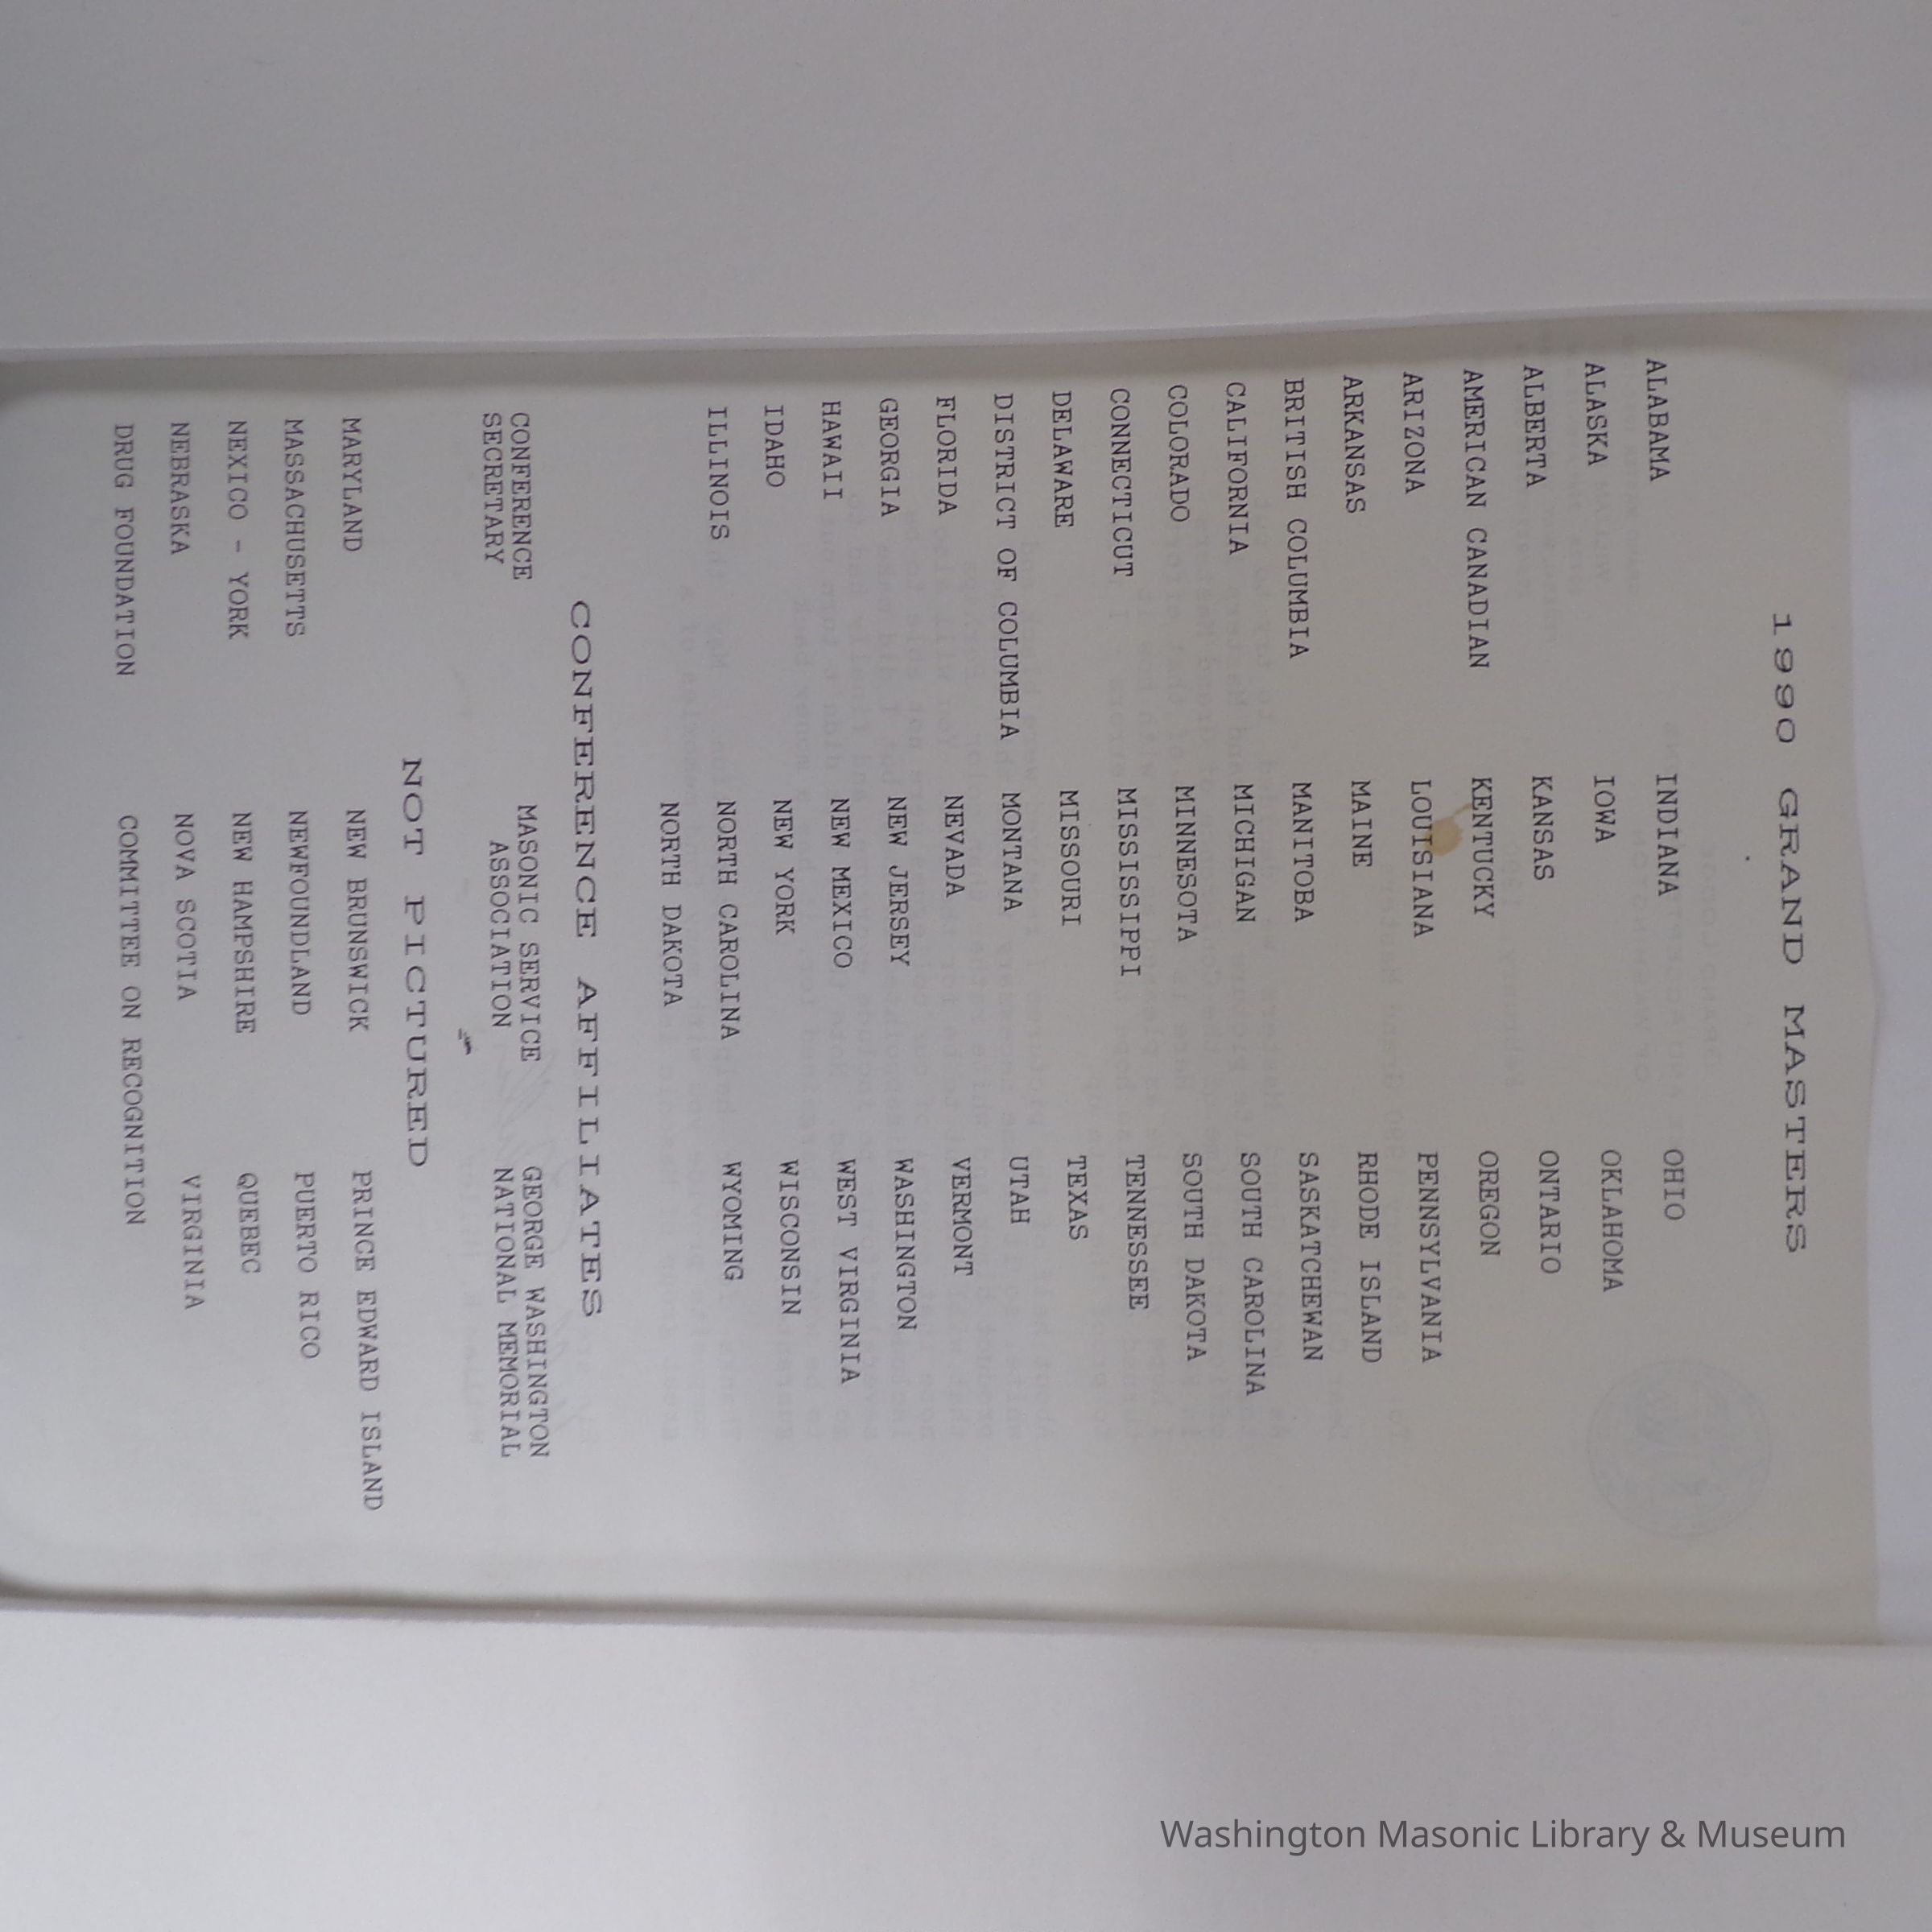 1990 GRAND MASTERS
ALABAMA INDIANA OHIO
ALASKA IOWA OKLAHOMA
ALBERTA KANSAS ONTARIO
AMERICAN CANADIAN KENTUCKY OREGON
ARIZONA LOUISIANA PENNSYLVANIA
ARKANSAS MAINE RHODE ISLAND
BRITISH COLUMBIA MANITOBA SASKATCHEWAN
CALIFORNIA MICHIGAN SOUTH CAROLINA
COLORADO MINNESOTA SOUTH DAKOTA
CONNECTICUT MISSISSIPPI TENNESSEE
DELAWARE MISSOURI TEXAS
DISTRICT OF COLUMBIA MONTANA UTAH
FLORIDA NEVADA VERMONT
GEORGIA NEW JERSEY WASHINGTON
HAWAII NEW MEXICO WEST VIRGINIA
IDAHO NEW YORK WISCONSIN
ILLINOIS NORTH CAROLINA WYOMING
NORTH DAKOTA
CONFERENCE AFFILIATES
CONFERENCE MASONIC SERVICE GEORGE WASHINGTON
SECRETARY ASSOCIATION NATIONAL MEMORIAL
NOT PICTURED
MARYLAND NEW BRUNSWICK PRINCE EDWARD ISLAND
MASSACHUSETTS NEWFOUNDLAND PUERTO RICO
NEXICO - YORK NEW HAMPSHIRE QUEBEC
NEBRASKA NOVA SCOTIA VIRGINIA
DRUG FOUNDATION COMMITTEE ON RECOGNITION
Washington Masonic Library & Museum